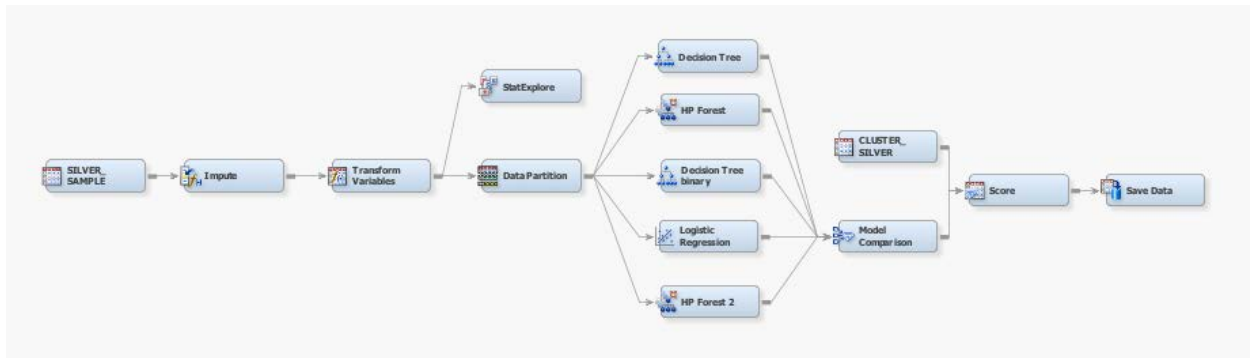 SILVER_
SAMPLE
Impute
Transform
Variables
StatExplore
Data Partition
Decision Tree
HP Forest
Decision Tree
binary
Logistic
Regression
HP Forest 2
CLUSTER_
SILVER
Model
Comparison
Score
Save Data